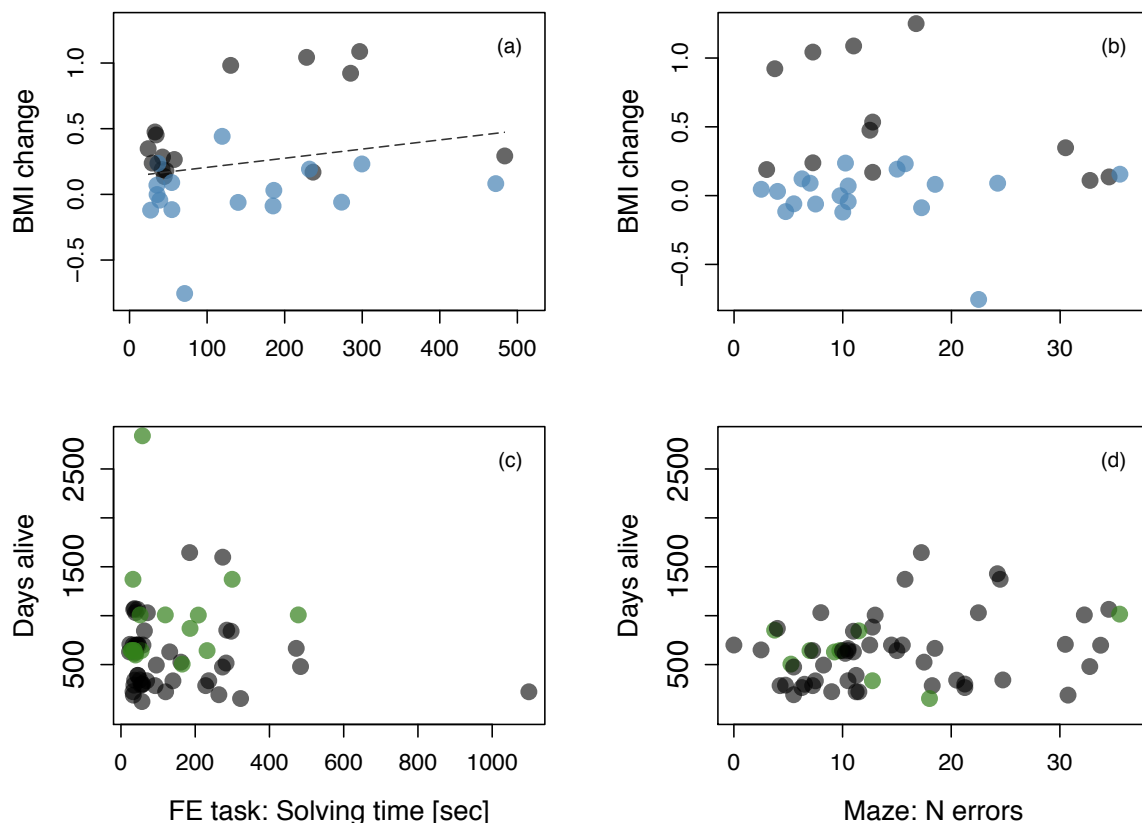 (a)
BMI change
1.0
0.5
0.0
−0.5
0 100 200 300 400 500
(b)
BMI change
1.0
0.5
0.0
−0.5
0 10 20 30
(c)
Days alive
2500
1500
500
0 200 400 600 800 1000
FE task: Solving time [sec]
(d)
Days alive
2500
1500
500
0 10 20 30
Maze: N errors